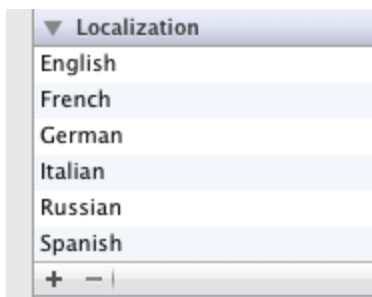 Localization
English
French
German
Italian
Russian
Spanish
+ −